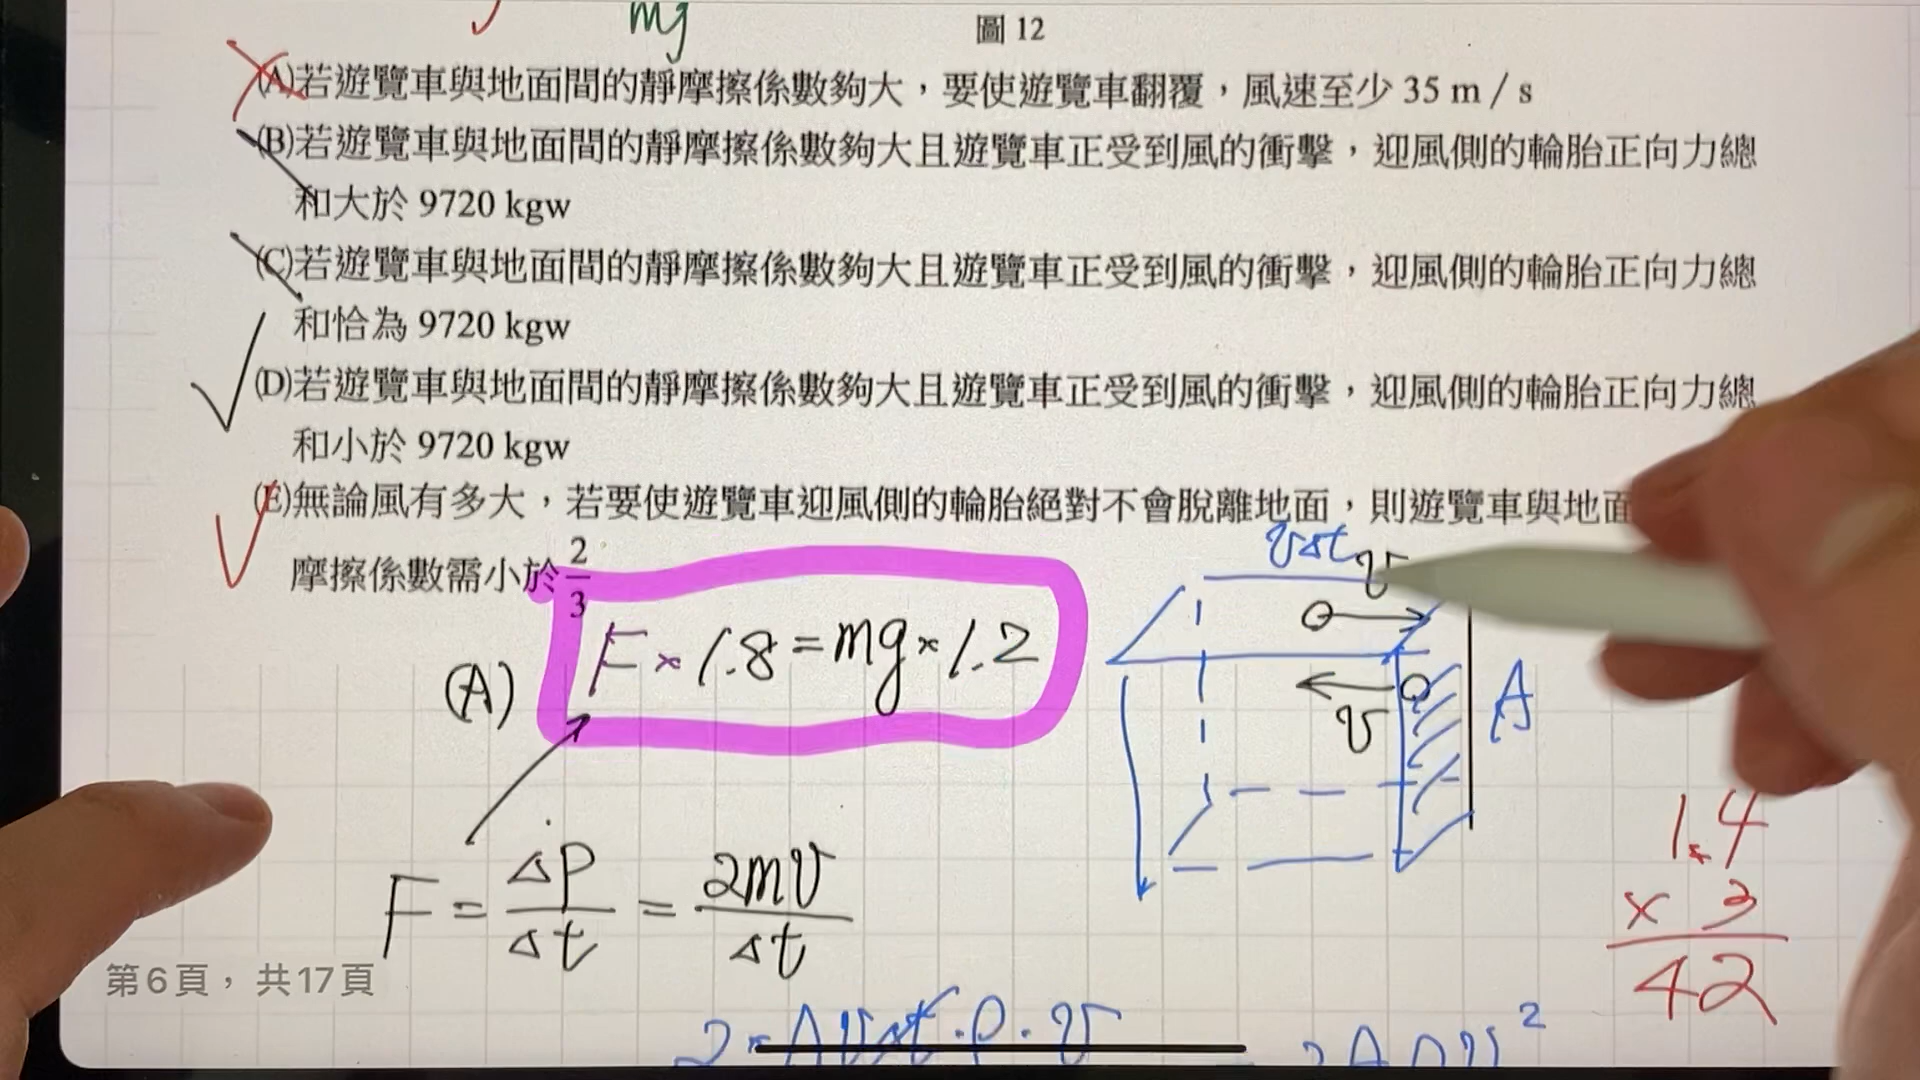 mg
圖 12
(A)若遊覽車與地面間的靜摩擦係數夠大，要使遊覽車翻覆，風速至少 35 m / s
(B)若遊覽車與地面間的靜摩擦係數夠大且遊覽車正受到風的衝擊，迎風側的輪胎正向力總
和大於 9720 kgw
(C)若遊覽車與地面間的靜摩擦係數夠大且遊覽車正受到風的衝擊，迎風側的輪胎正向力總
和恰為 9720 kgw
(D)若遊覽車與地面間的靜摩擦係數夠大且遊覽車正受到風的衝擊，迎風側的輪胎正向力總
和小於 9720 kgw
(E)無論風有多大，若要使遊覽車迎風側的輪胎絕對不會脫離地面，則遊覽車與地面
摩擦係數需小於 2/3
vΔt
v
(A) F × 1.8 = mg × 1.2
v
A
1.4
× 3
42
F = ΔP/Δt = 2mv/Δt
第6頁，共17頁
2 × AvΔt · ρ · v